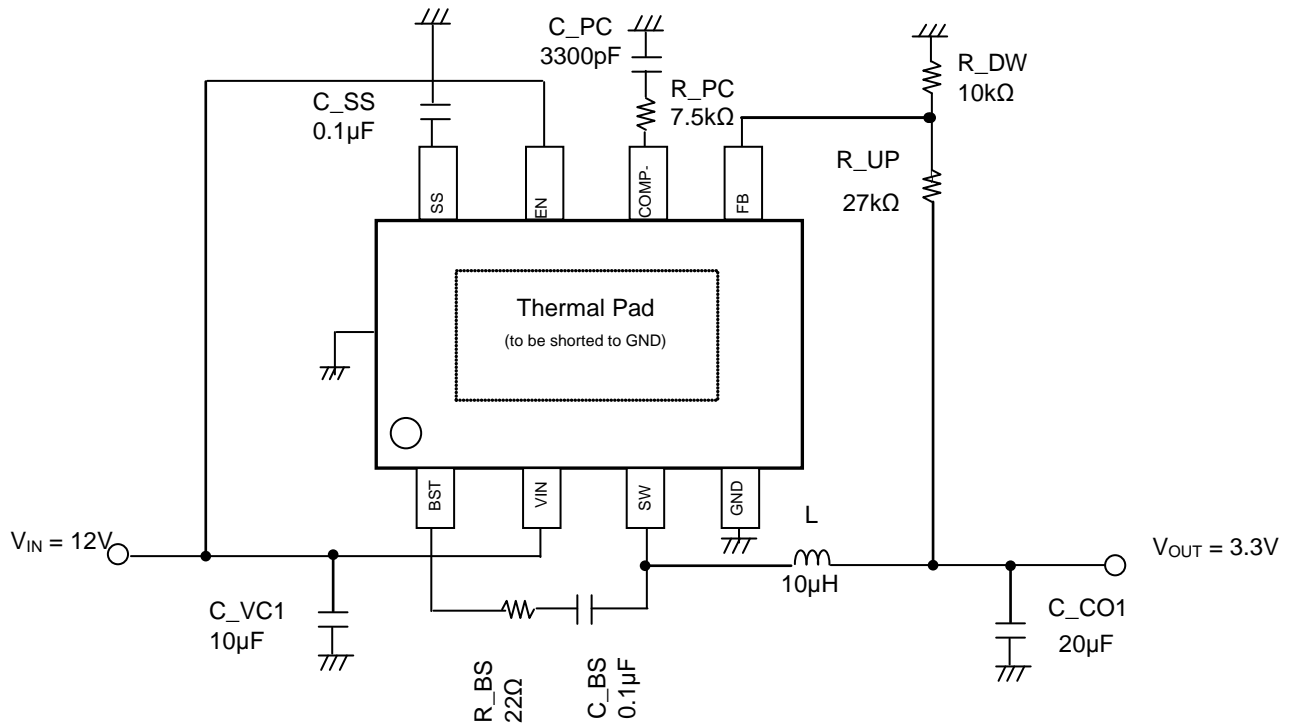 C_PC
3300pF
R_DW
10kΩ
R_PC
7.5kΩ
C_SS
0.1µF
R_UP
27kΩ
SS
EN
COMP-
FB
Thermal Pad
(to be shorted to GND)
BST
VIN
SW
GND
L
10µH
VIN = 12V
VOUT = 3.3V
C_VC1
10µF
C_CO1
20µF
R_BS
22Ω
C_BS
0.1µF